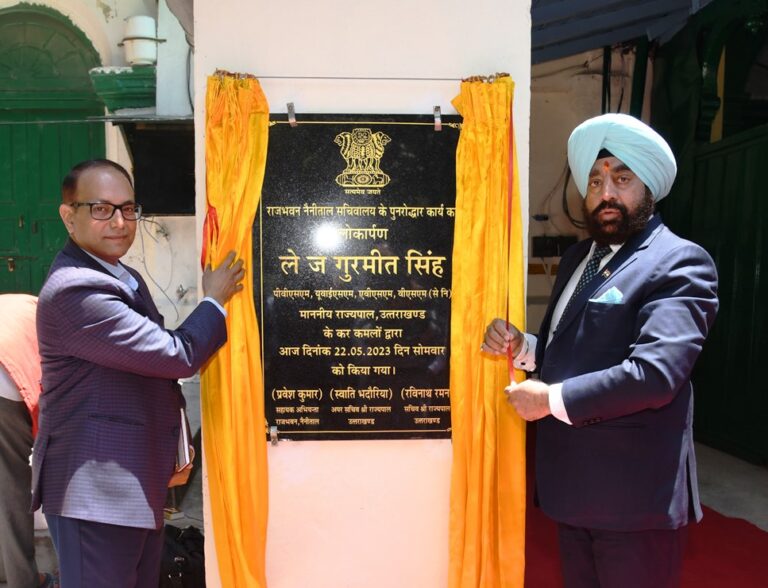 सत्यमेव जयते
राजभवन नैनीताल सचिवालय के पुनरोद्धार कार्य का
लोकार्पण
ले ज गुरमीत सिंह
पीवीएसएम, यूवाईएसएम, एवीएसएम, वीएसएम (से नि)
माननीय राज्यपाल, उत्तराखण्ड
के कर कमलों द्वारा
आज दिनांक 22.05.2023 दिन सोमवार
को किया गया।
(प्रवेश कुमार) (स्वाति भदौरिया) (रविनाथ रमन
सहायक अभियन्ता अपर सचिव श्री राज्यपाल सचिव श्री राज्यपाल
राजभवन, नैनीताल उत्तराखण्ड उत्तराखण्ड